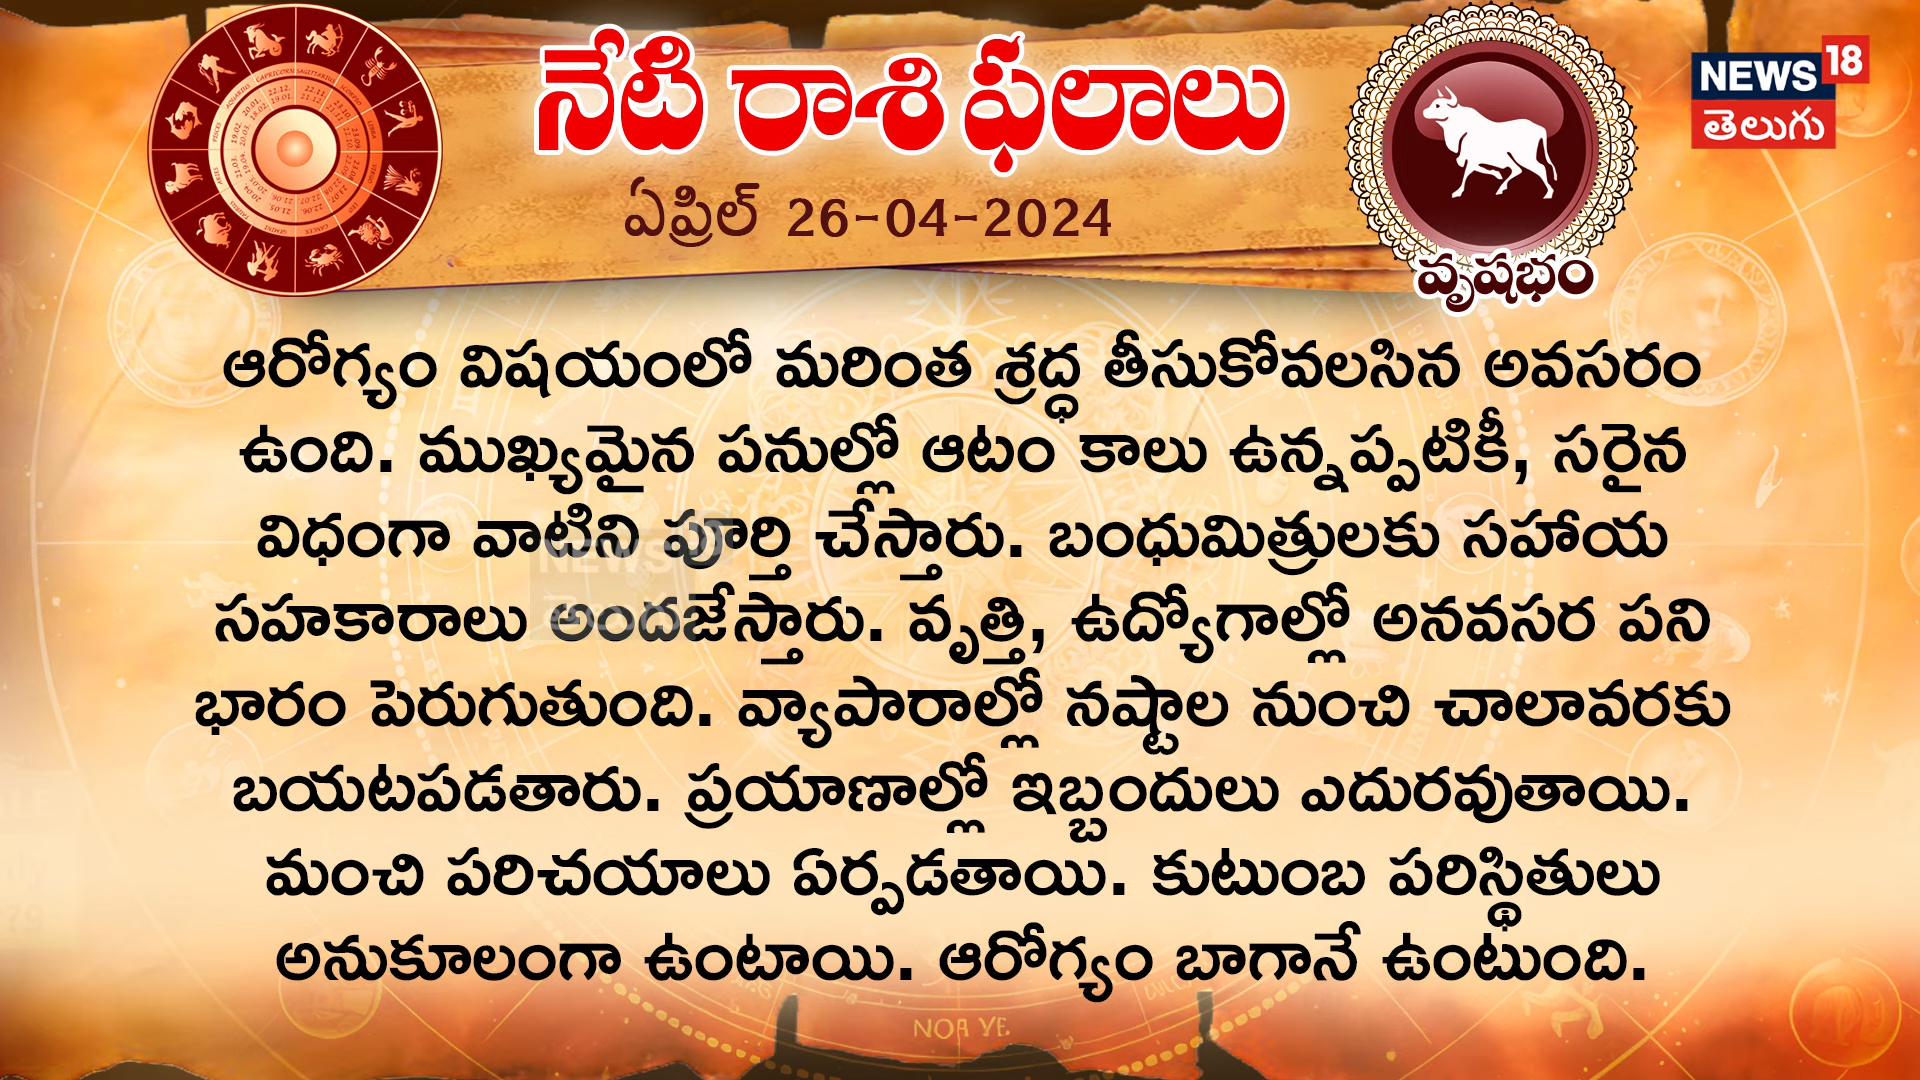 నేటి రాశి ఫలాలు
ఏప్రిల్ 26-04-2024
NEWS 18
తెలుగు
వృషభం
ఆరోగ్యం విషయంలో మరింత శ్రద్ధ తీసుకోవలసిన అవసరం
ఉంది. ముఖ్యమైన పనుల్లో ఆటం కాలు ఉన్నప్పటికీ, సరైన
విధంగా వాటిని పూర్తి చేస్తారు. బంధుమిత్రులకు సహాయ
సహకారాలు అందజేస్తారు. వృత్తి, ఉద్యోగాల్లో అనవసర పని
భారం పెరుగుతుంది. వ్యాపారాల్లో నష్టాల నుంచి చాలావరకు
బయటపడతారు. ప్రయాణాల్లో ఇబ్బందులు ఎదురవుతాయి.
మంచి పరిచయాలు ఏర్పడతాయి. కుటుంబ పరిస్థితులు
అనుకూలంగా ఉంటాయి. ఆరోగ్యం బాగానే ఉంటుంది.